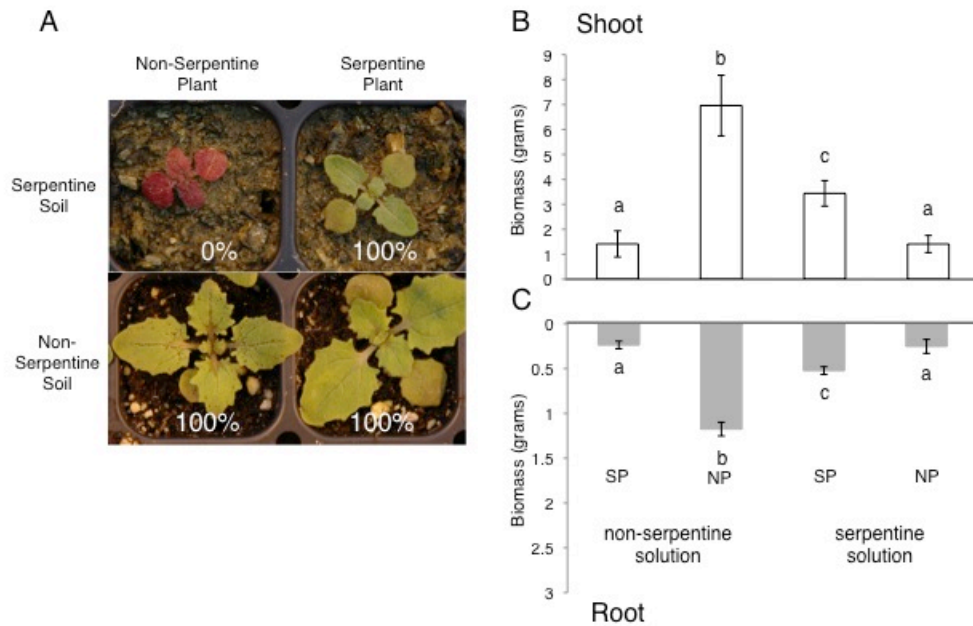 A
Non-Serpentine
Plant
Serpentine
Plant
Serpentine
Soil
0%
100%
Non-
Serpentine
Soil
100%
100%
B
Shoot
Biomass (grams)
9
8
7
6
5
4
3
2
1
0
a
b
c
a
C
Biomass (grams)
0
0.5
1
1.5
2
2.5
3
a
b
c
a
SP
NP
SP
NP
non-serpentine
solution
serpentine
solution
Root